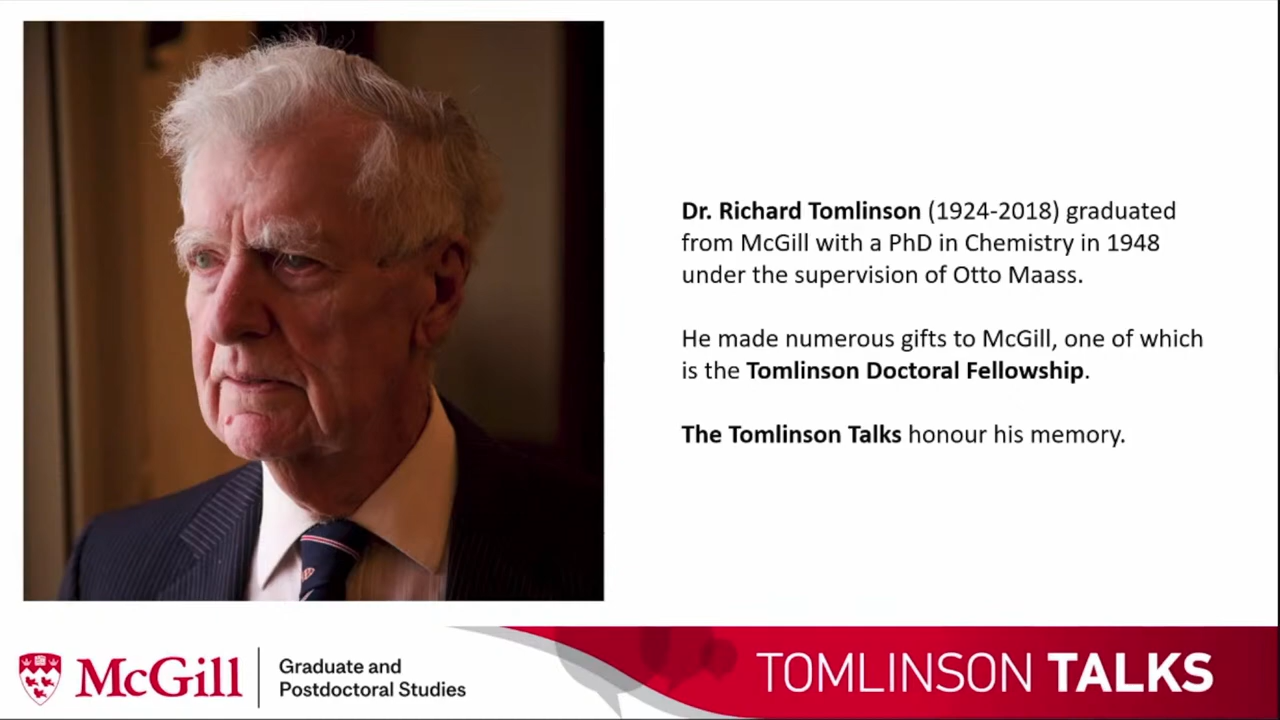 Dr. Richard Tomlinson (1924-2018) graduated
from McGill with a PhD in Chemistry in 1948
under the supervision of Otto Maass.
He made numerous gifts to McGill, one of which
is the Tomlinson Doctoral Fellowship.
The Tomlinson Talks honour his memory.
McGill
Graduate and
Postdoctoral Studies
TOMLINSON TALKS